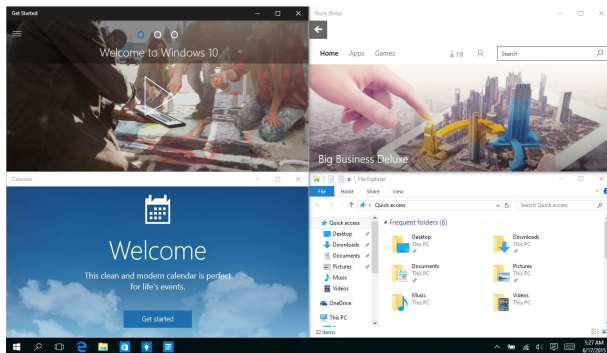 Get Started
Welcome to Windows 10
Store (Beta)
Home Apps Games 19 Search
Big Business Deluxe
Calendar
Welcome
This clean and modern calendar is perfect
for life's events.
Get started
File Explorer
File Home Share View
Quick access
Search Quick access
Quick access
Desktop
Downloads
Documents
Pictures
Music
Videos
OneDrive
This PC
Frequent folders (6)
Desktop
This PC
Downloads
This PC
Documents
This PC
Pictures
This PC
Music
This PC
Videos
This PC
22 items
1:27 AM
6/17/2015